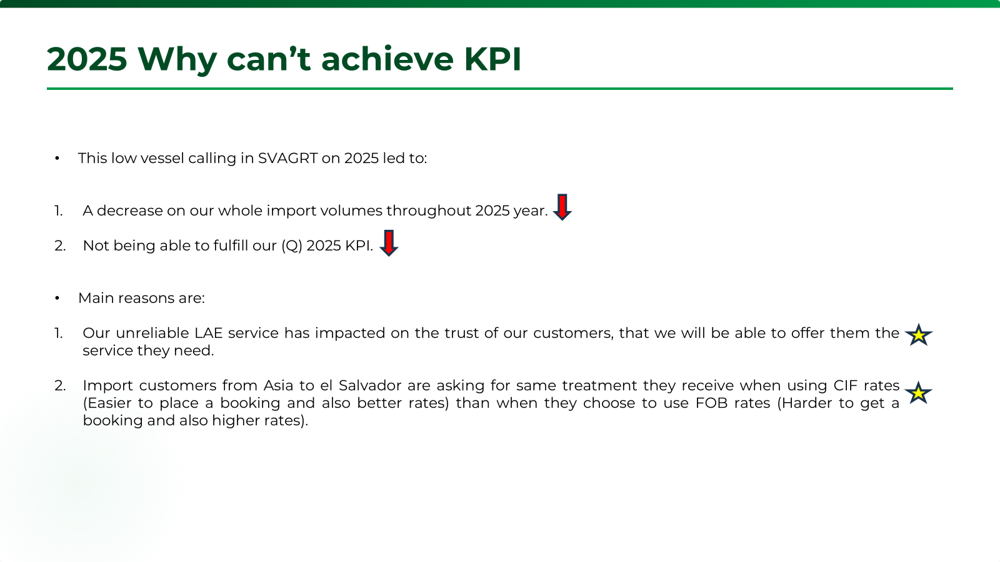 2025 Why can’t achieve KPI
• This low vessel calling in SVAGRT on 2025 led to:
1. A decrease on our whole import volumes throughout 2025 year.
2. Not being able to fulfill our (Q) 2025 KPI.
• Main reasons are:
1. Our unreliable LAE service has impacted on the trust of our customers, that we will be able to offer them the
service they need.
2. Import customers from Asia to el Salvador are asking for same treatment they receive when using CIF rates
(Easier to place a booking and also better rates) than when they choose to use FOB rates (Harder to get a
booking and also higher rates).